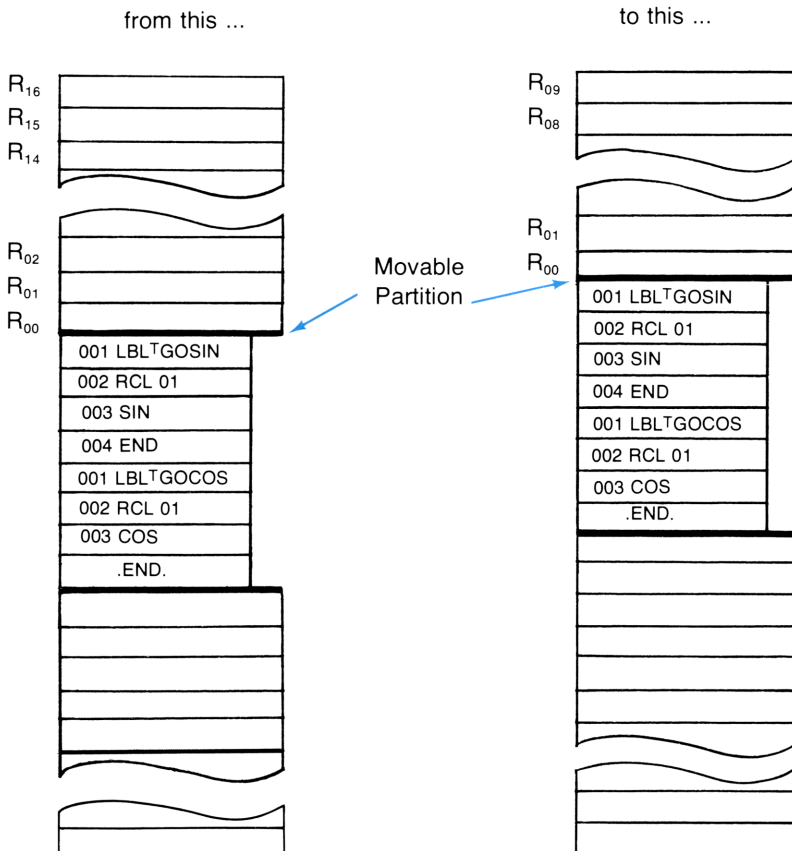 from this ...
R16
R15
R14
R02
R01
R00
001 LBLTGOSIN
002 RCL 01
003 SIN
004 END
001 LBLTGOCOS
002 RCL 01
003 COS
.END.
Movable
Partition
to this ...
R09
R08
R01
R00
001 LBLTGOSIN
002 RCL 01
003 SIN
004 END
001 LBLTGOCOS
002 RCL 01
003 COS
.END.